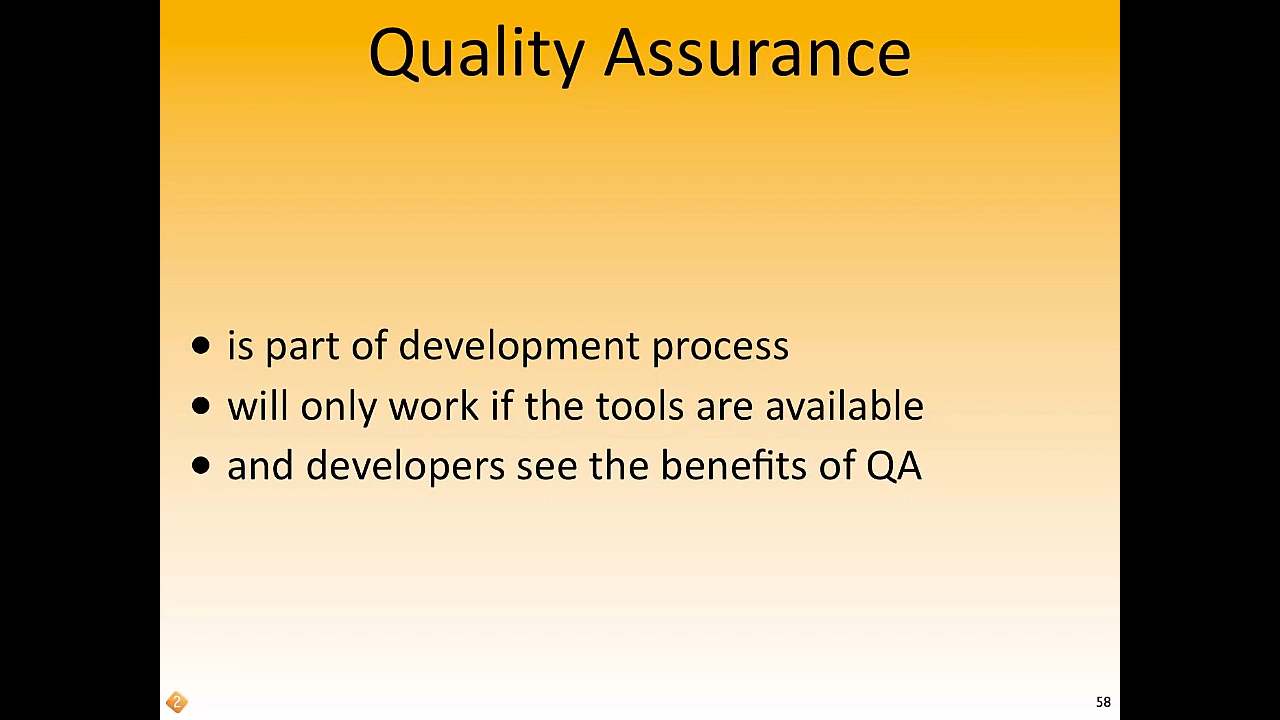 Quality Assurance
• is part of development process
• will only work if the tools are available
• and developers see the benefits of QA
2
58